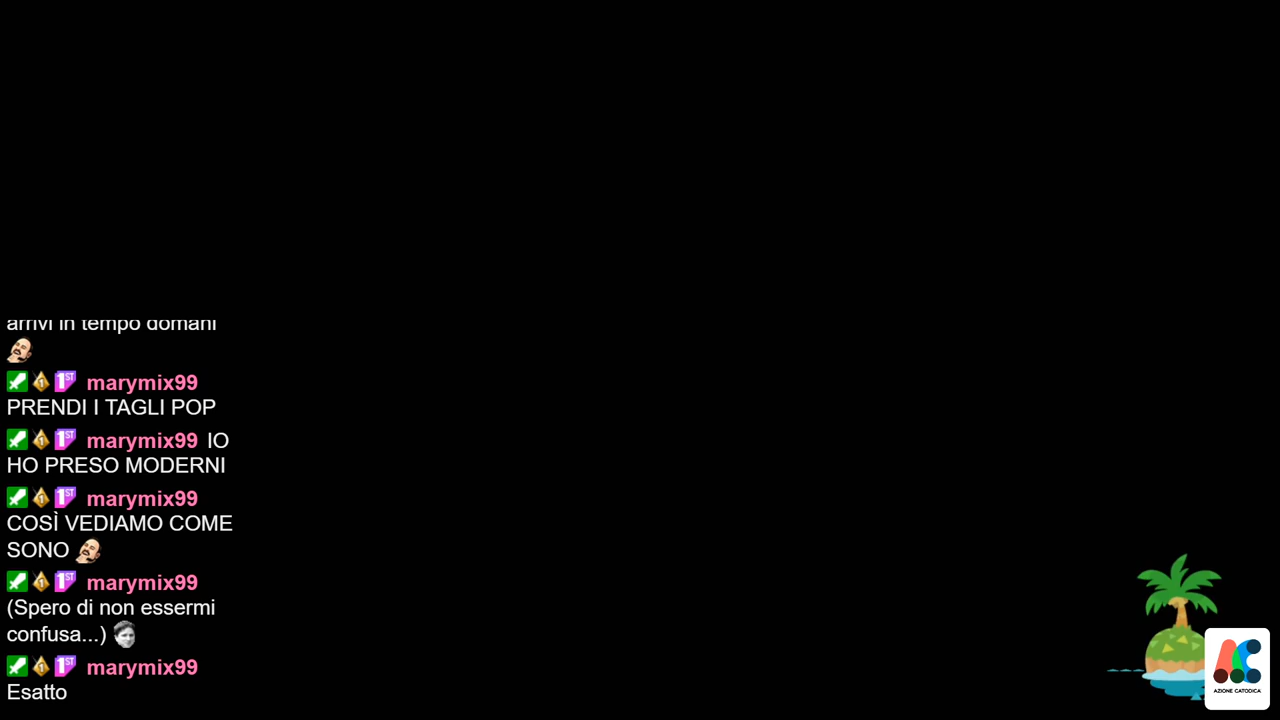 arrivi in tempo domani
marymix99
PRENDI I TAGLI POP
marymix99 IO
HO PRESO MODERNI
marymix99
COSÌ VEDIAMO COME
SONO
marymix99
(Spero di non essermi
confusa...)
marymix99
Esatto
AZIONE CATODICA